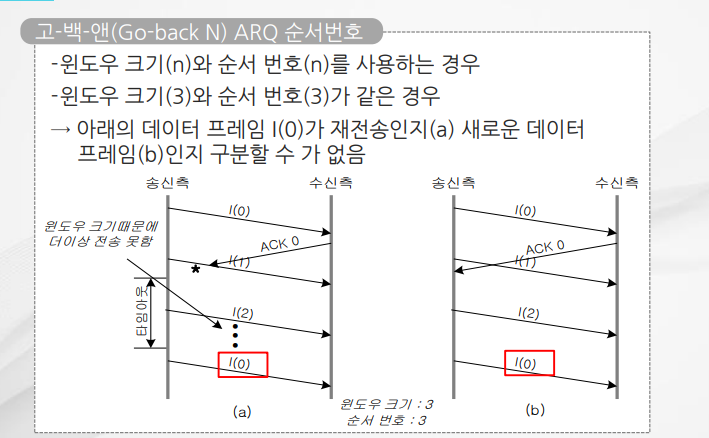 고-백-앤(Go-back N) ARQ 순서번호
-윈도우 크기(n)와 순서 번호(n)를 사용하는 경우
-윈도우 크기(3)와 순서 번호(3)가 같은 경우
→ 아래의 데이터 프레임 I(0)가 재전송인지(a) 새로운 데이터
프레임(b)인지 구분할 수 가 없음
송신측
수신측
송신측
수신측
윈도우 크기때문에
더이상 전송 못함
I(0)
ACK 0
I(1)
*
타임아웃
I(2)
I(0)
(a)
I(0)
ACK 0
I(1)
I(2)
I(0)
(b)
윈도우 크기 : 3
순서 번호 : 3